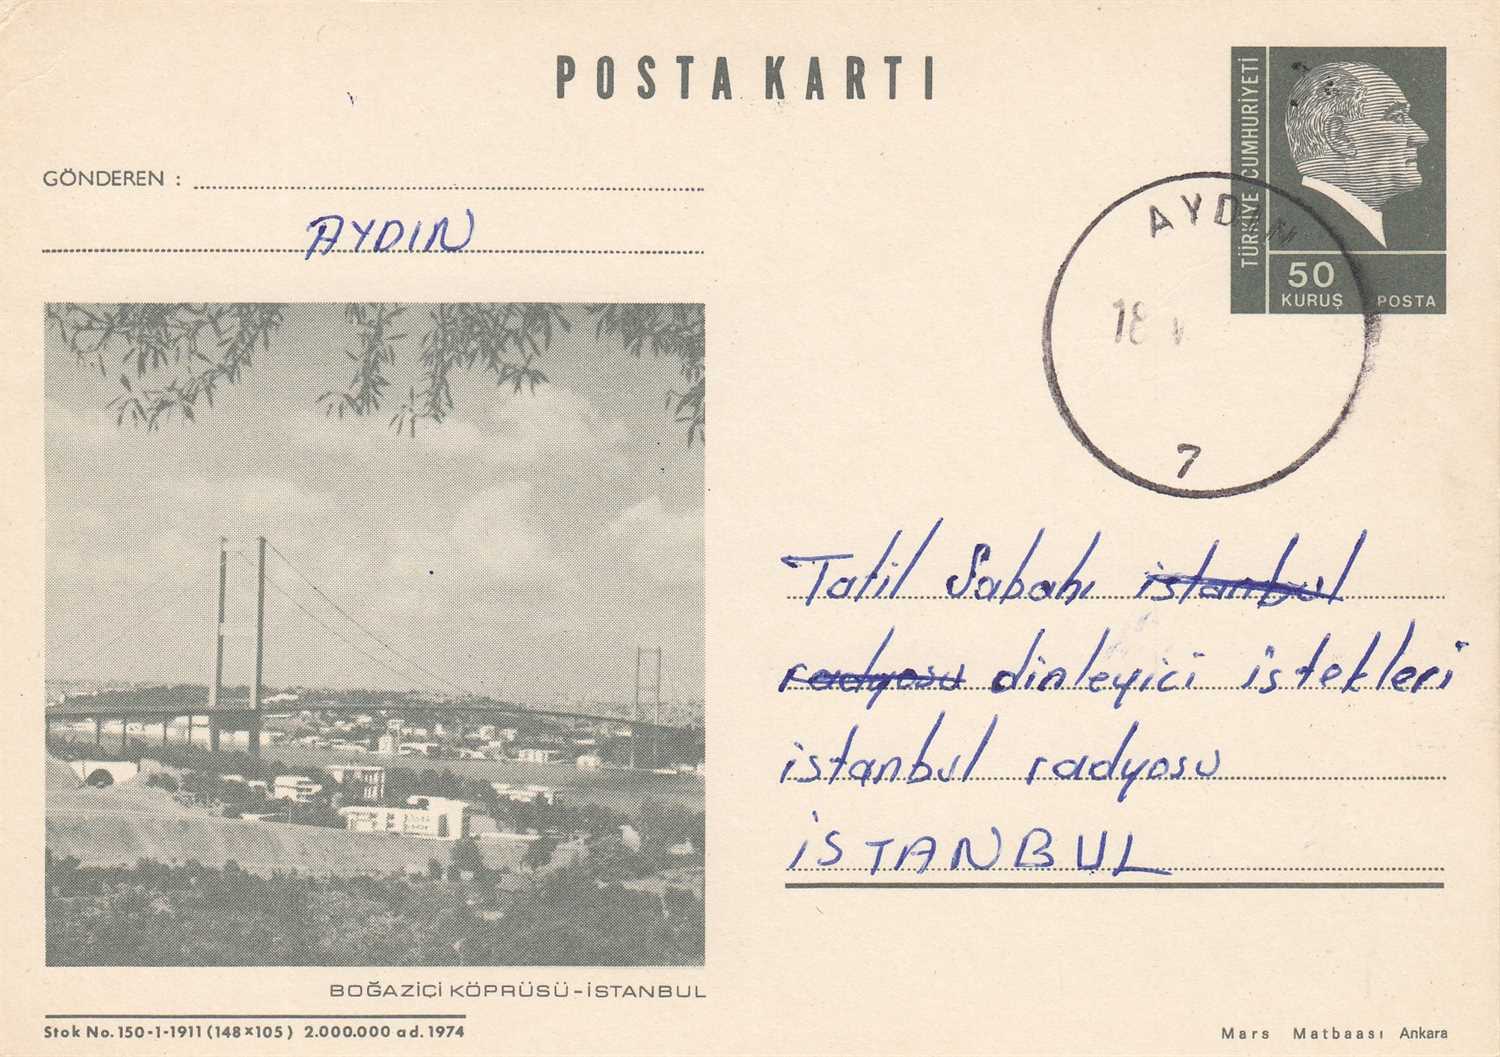 POSTA KARTI
TÜRKİYE CUMHURİYETİ
50
KURUŞ POSTA
GÖNDEREN :
AYDIN
AYDIN
18
7
Tatil Sabahı istanbul
radyosu dinleyici istekleri
istanbul radyosu
İSTANBUL
BOĞAZİÇİ KÖPRÜSÜ-İSTANBUL
Stok No. 150-1-1911 (148×105) 2.000.000 ad. 1974
Mars Matbaası Ankara